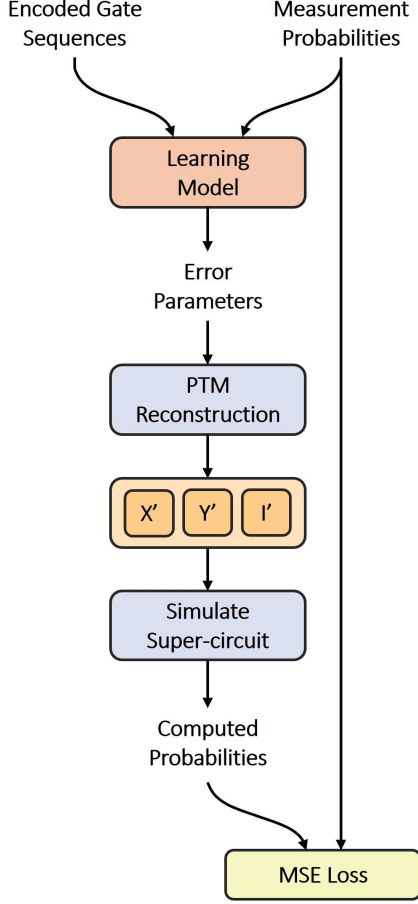 Encoded Gate
Sequences
Measurement
Probabilities
Learning
Model
Error
Parameters
PTM
Reconstruction
X’ Y’ I’
Simulate
Super-circuit
Computed
Probabilities
MSE Loss